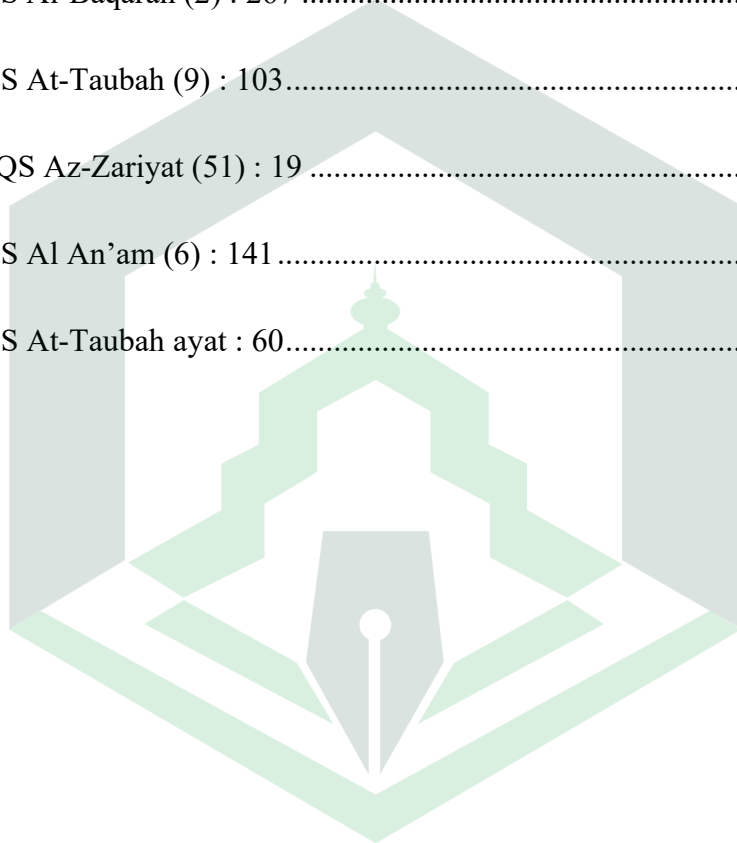 S Al-Baqarah (2) : 267 ......................................................
S At-Taubah (9) : 103........................................................
QS Az-Zariyat (51) : 19 .....................................................
S Al An’am (6) : 141.........................................................
S At-Taubah ayat : 60........................................................